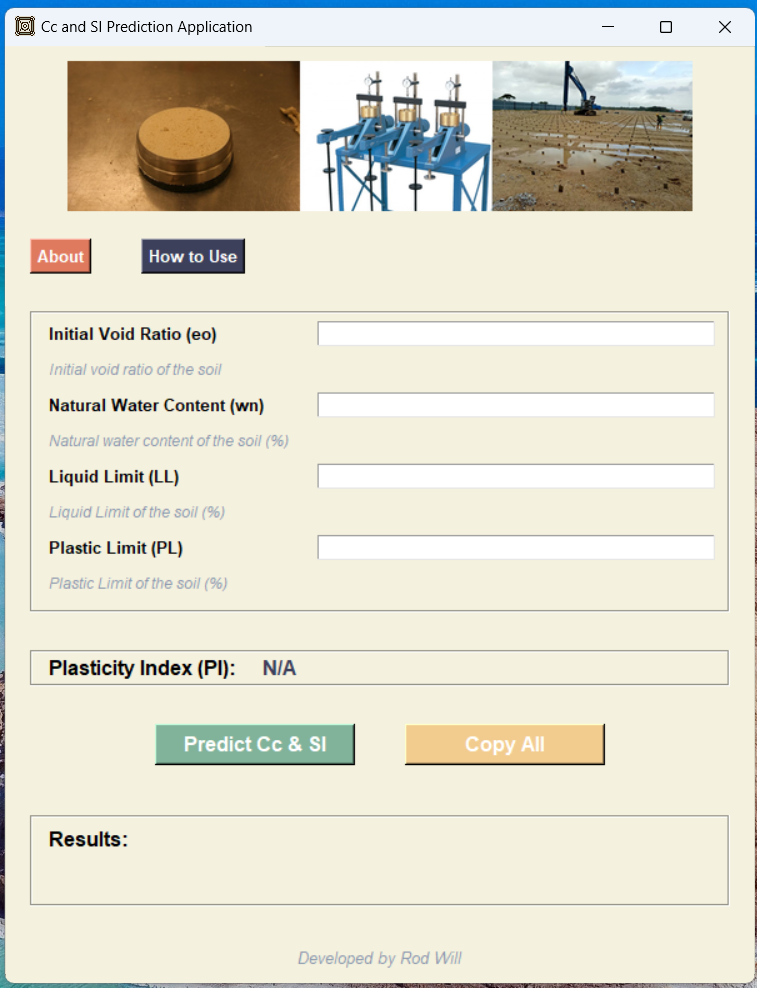 Cc and SI Prediction Application
About
How to Use
Initial Void Ratio (eo)
Initial void ratio of the soil
Natural Water Content (wn)
Natural water content of the soil (%)
Liquid Limit (LL)
Liquid Limit of the soil (%)
Plastic Limit (PL)
Plastic Limit of the soil (%)
Plasticity Index (PI): N/A
Predict Cc & SI
Copy All
Results:
Developed by Rod Will